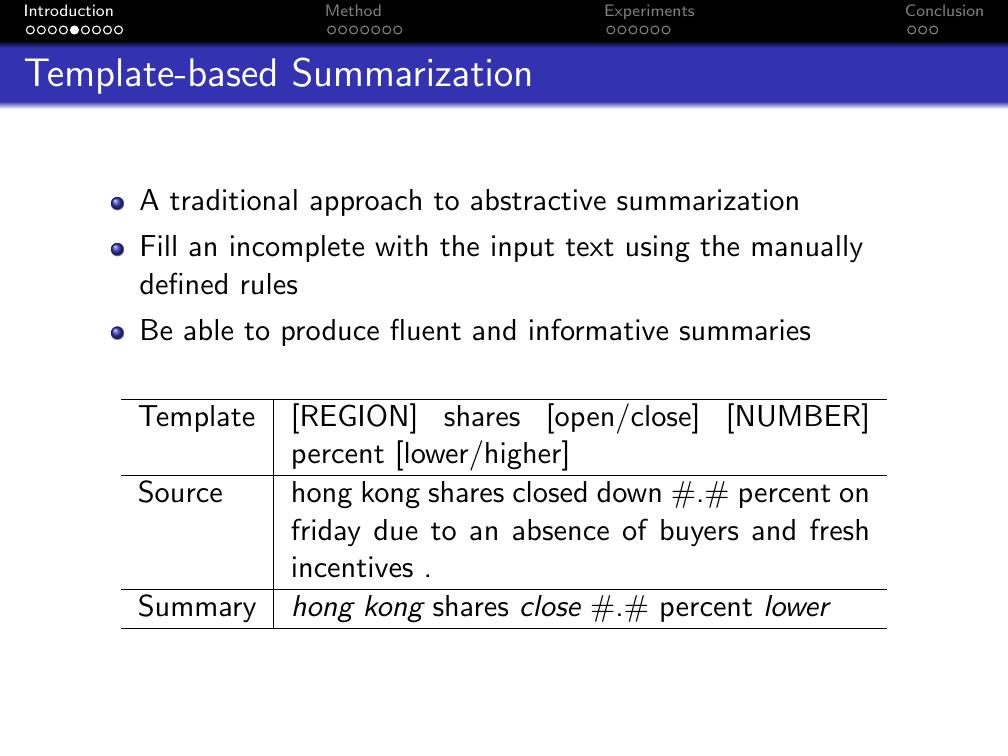 Introduction Method Experiments Conclusion
Template-based Summarization
A traditional approach to abstractive summarization
Fill an incomplete with the input text using the manually
defined rules
Be able to produce fluent and informative summaries
Template [REGION] shares [open/close] [NUMBER]
percent [lower/higher]
Source hong kong shares closed down #.# percent on
friday due to an absence of buyers and fresh
incentives .
Summary hong kong shares close #.# percent lower